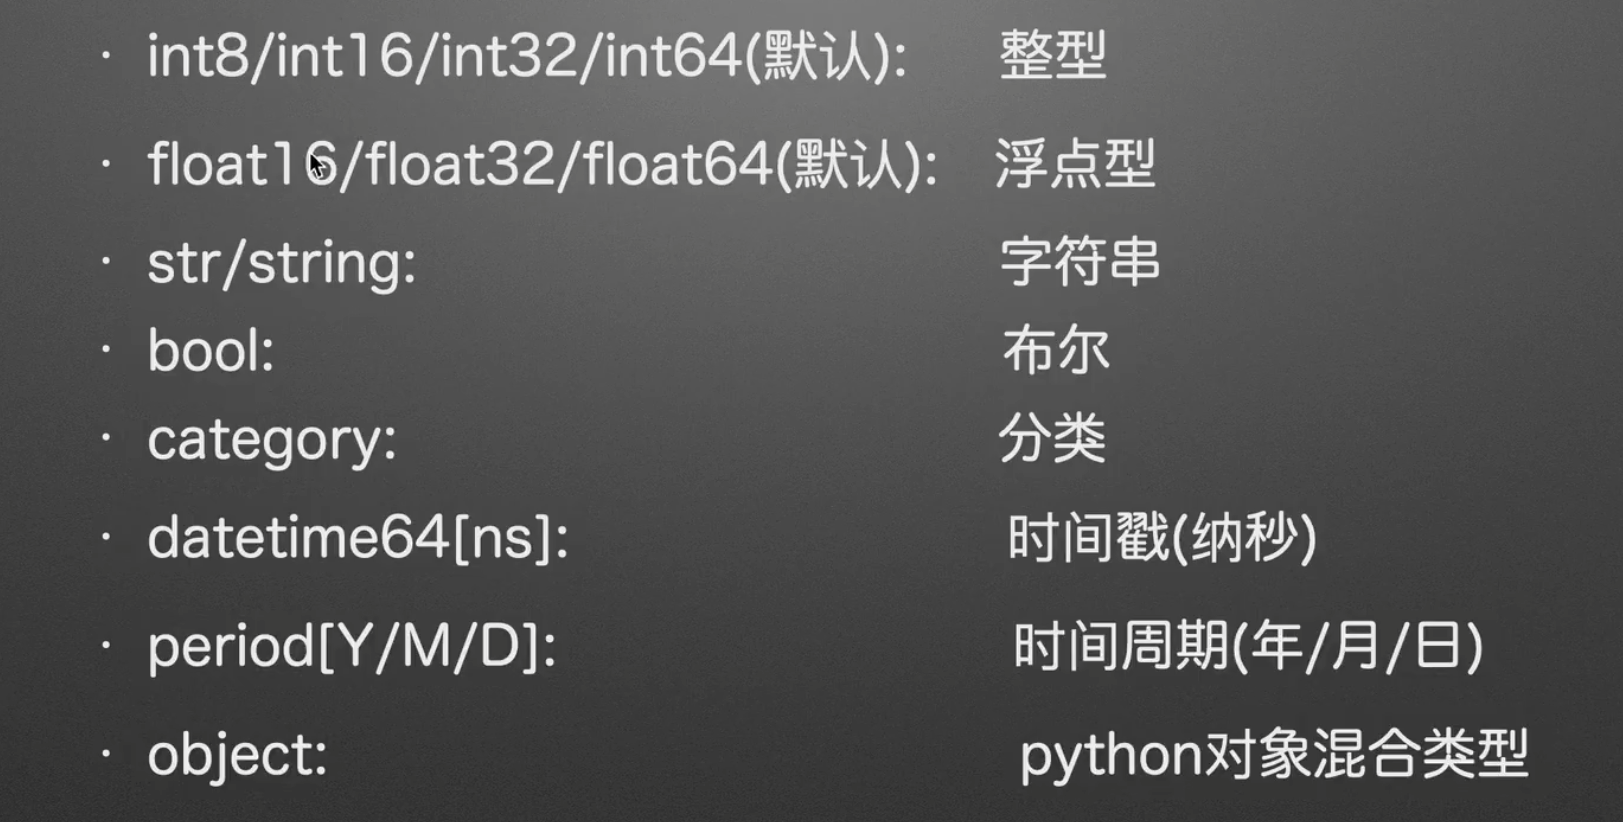 · int8/int16/int32/int64(默认): 整型
· float16/float32/float64(默认): 浮点型
· str/string: 字符串
· bool: 布尔
· category: 分类
· datetime64[ns]: 时间戳(纳秒)
· period[Y/M/D]: 时间周期(年/月/日)
· object: python对象混合类型